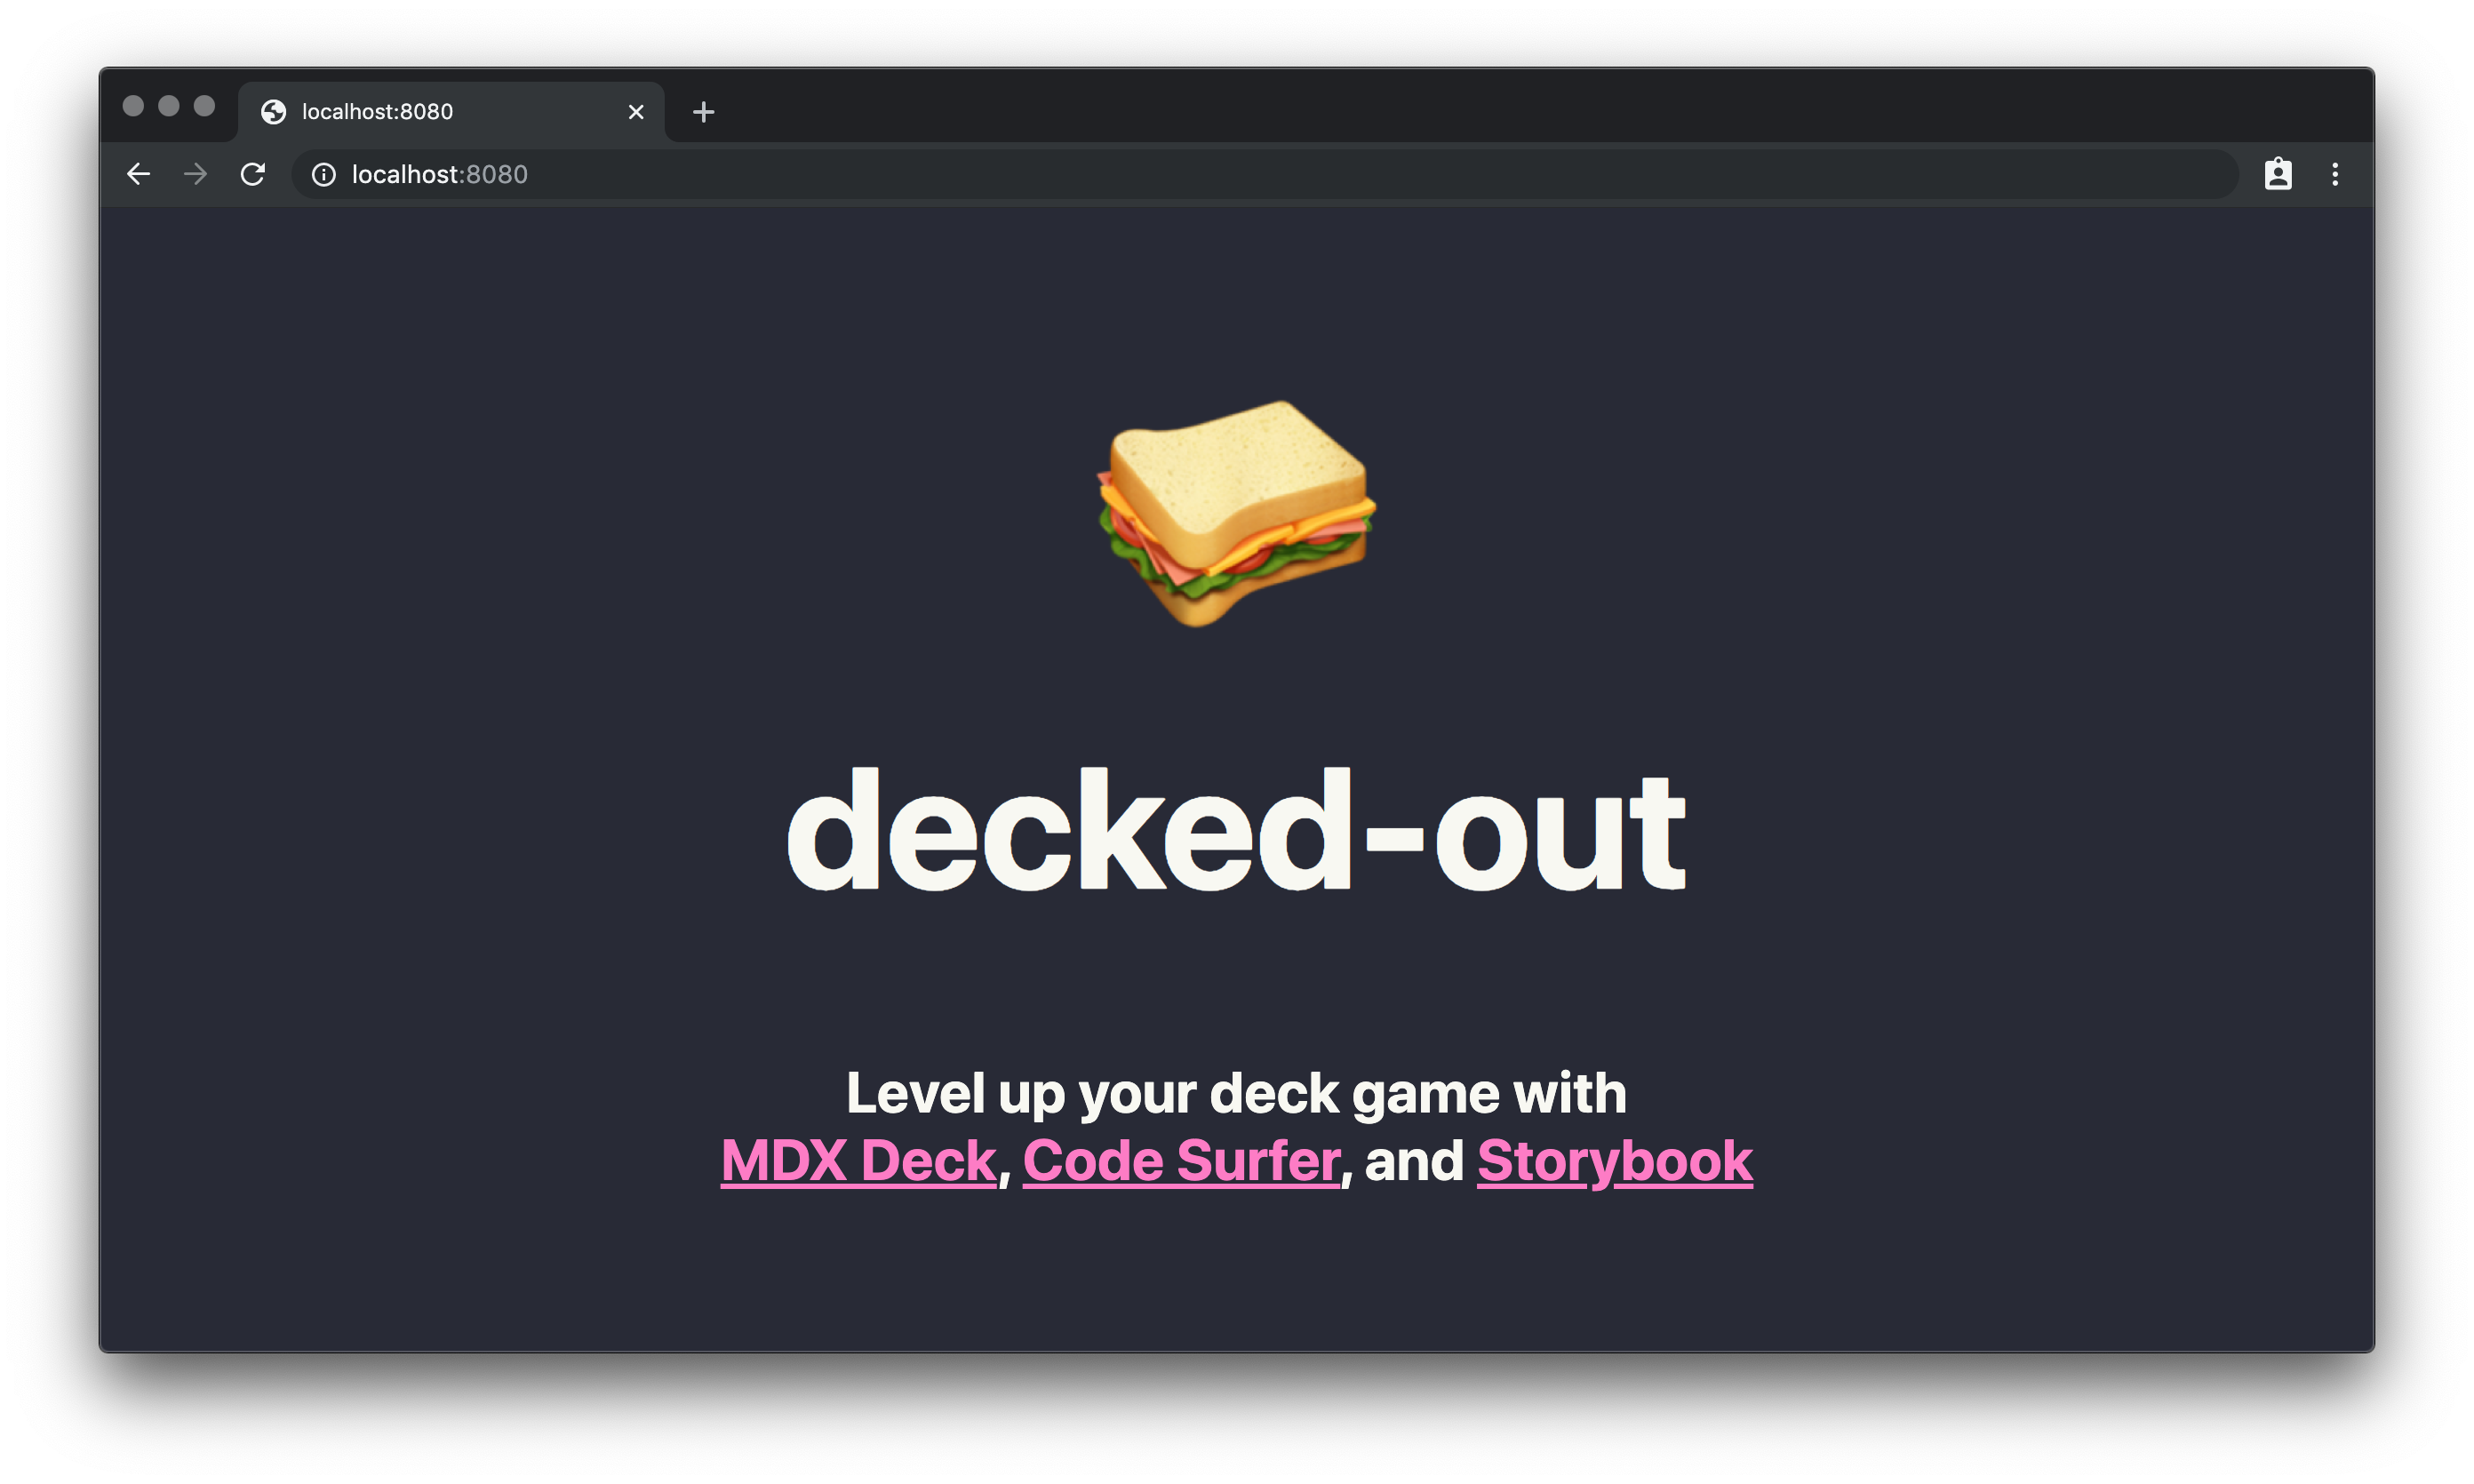 localhost:8080
localhost:8080
decked-out
Level up your deck game with
MDX Deck, Code Surfer, and Storybook